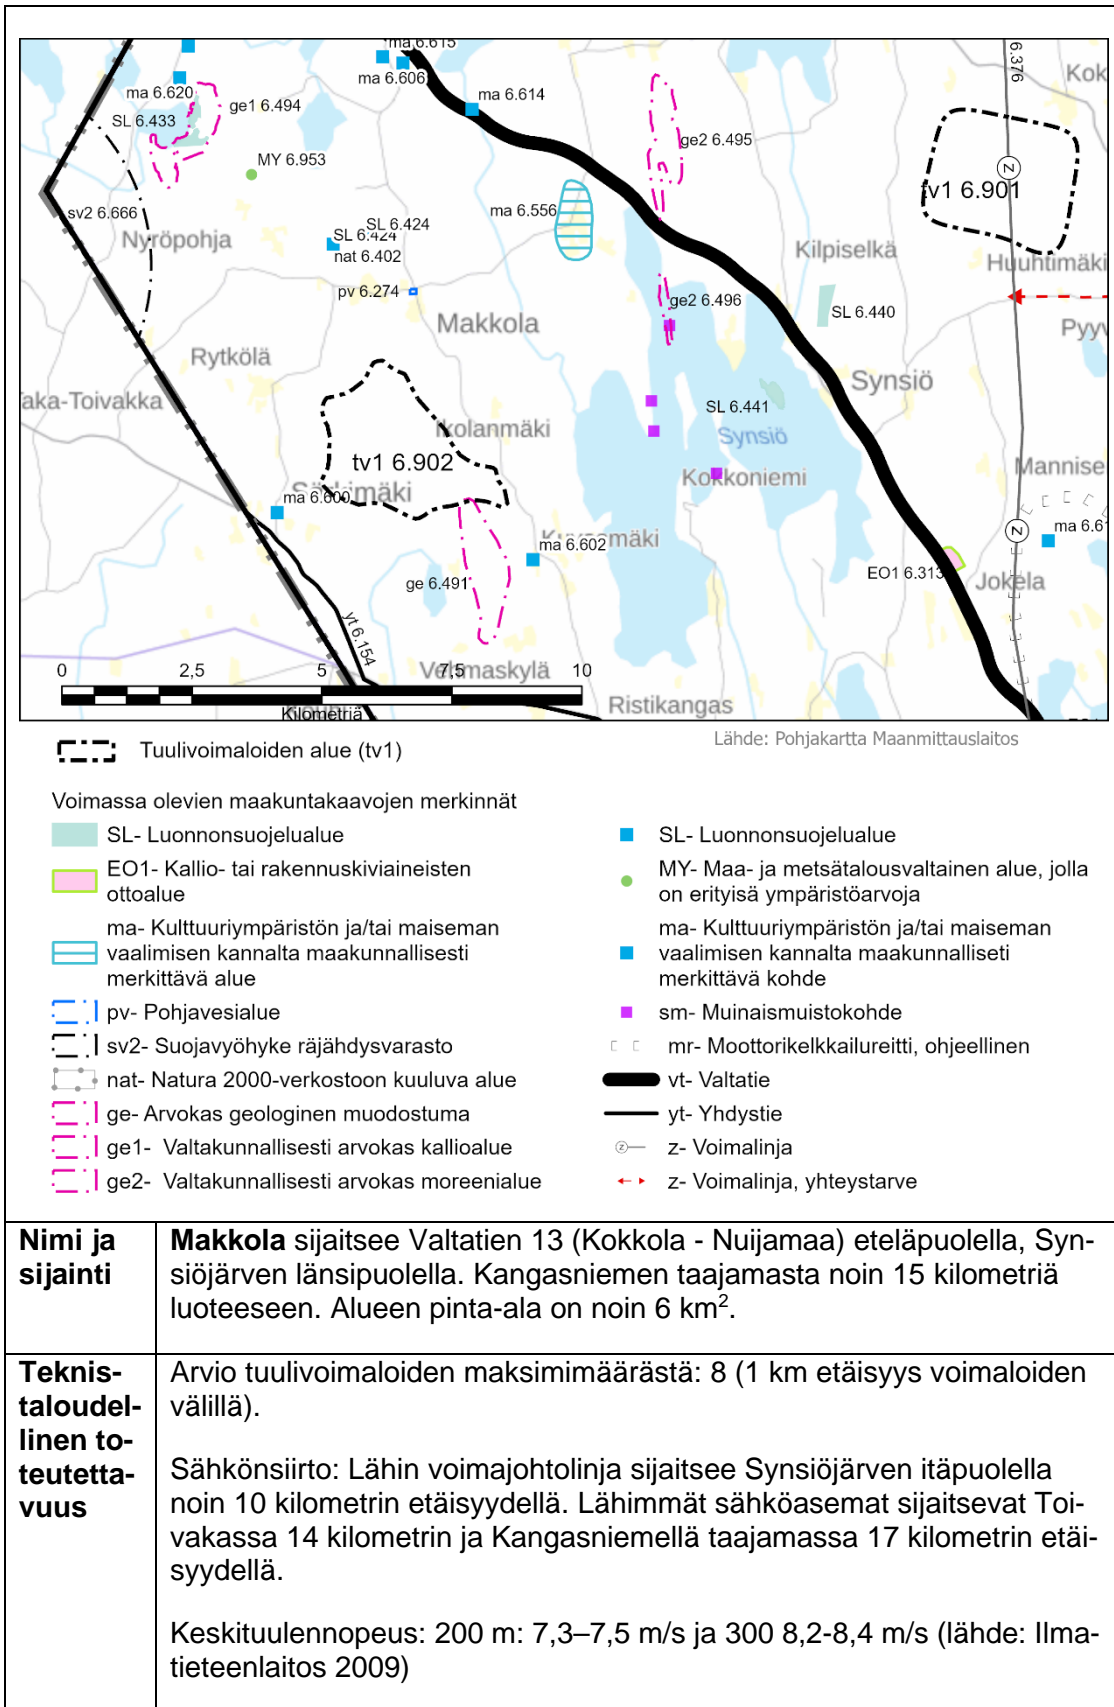 ma 6.615
ma 6.606
ma 6.614
ma 6.620
ge1 6.494
SL 6.433
MY 6.953
sv2 6.666
Nyröpohja
SL 6.424
SL 6.424
nat 6.402
pv 6.274
ma 6.556
ge2 6.495
6.376
Kok
tv1 6.901
Kilpiselkä
Huuhtimäki
ge2 6.496
SL 6.440
Pyyv
Makkola
Rytkölä
Taka-Toivakka
Synsiö
Ikolanmäki
SL 6.441
Synsiö
tv1 6.902
Kokkoniemi
Mannise
Särkimäki
ma 6.600
ma 6.602
ma 6.61
ge 6.491
EO1 6.313
Jokela
yt 6.154
Vehmaskylä
Ristikangas
0 2,5 5 7,5 10
Kilometriä
Lähde: Pohjakartta Maanmittauslaitos
Tuulivoimaloiden alue (tv1)
Voimassa olevien maakuntakaavojen merkinnät
SL- Luonnonsuojelualue
EO1- Kallio- tai rakennuskiviaineisten
ottoalue
ma- Kulttuuriympäristön ja/tai maiseman
vaalimisen kannalta maakunnallisesti
merkittävä alue
pv- Pohjavesialue
sv2- Suojavyöhyke räjähdysvarasto
nat- Natura 2000-verkostoon kuuluva alue
ge- Arvokas geologinen muodostuma
ge1- Valtakunnallisesti arvokas kallioalue
ge2- Valtakunnallisesti arvokas moreenialue
SL- Luonnonsuojelualue
MY- Maa- ja metsätalousvaltainen alue, jolla
on erityisä ympäristöarvoja
ma- Kulttuuriympäristön ja/tai maiseman
vaalimisen kannalta maakunnalliseti
merkittävä kohde
sm- Muinaismuistokohde
mr- Moottorikelkkailureitti, ohjeellinen
vt- Valtatie
yt- Yhdystie
z- Voimalinja
z- Voimalinja, yhteystarve
Nimi ja
sijainti
Makkola sijaitsee Valtatien 13 (Kokkola - Nuijamaa) eteläpuolella, Syn-
siöjärven länsipuolella. Kangasniemen taajamasta noin 15 kilometriä
luoteeseen. Alueen pinta-ala on noin 6 km².
Teknis-
taloudel-
linen to-
teutetta-
vuus
Arvio tuulivoimaloiden maksimimäärästä: 8 (1 km etäisyys voimaloiden
välillä).
Sähkönsiirto: Lähin voimajohtolinja sijaitsee Synsiöjärven itäpuolella
noin 10 kilometrin etäisyydellä. Lähimmät sähköasemat sijaitsevat Toi-
vakassa 14 kilometrin ja Kangasniemellä taajamassa 17 kilometrin etäi-
syydellä.
Keskituulennopeus: 200 m: 7,3–7,5 m/s ja 300 8,2-8,4 m/s (lähde: Ilma-
tieteenlaitos 2009)